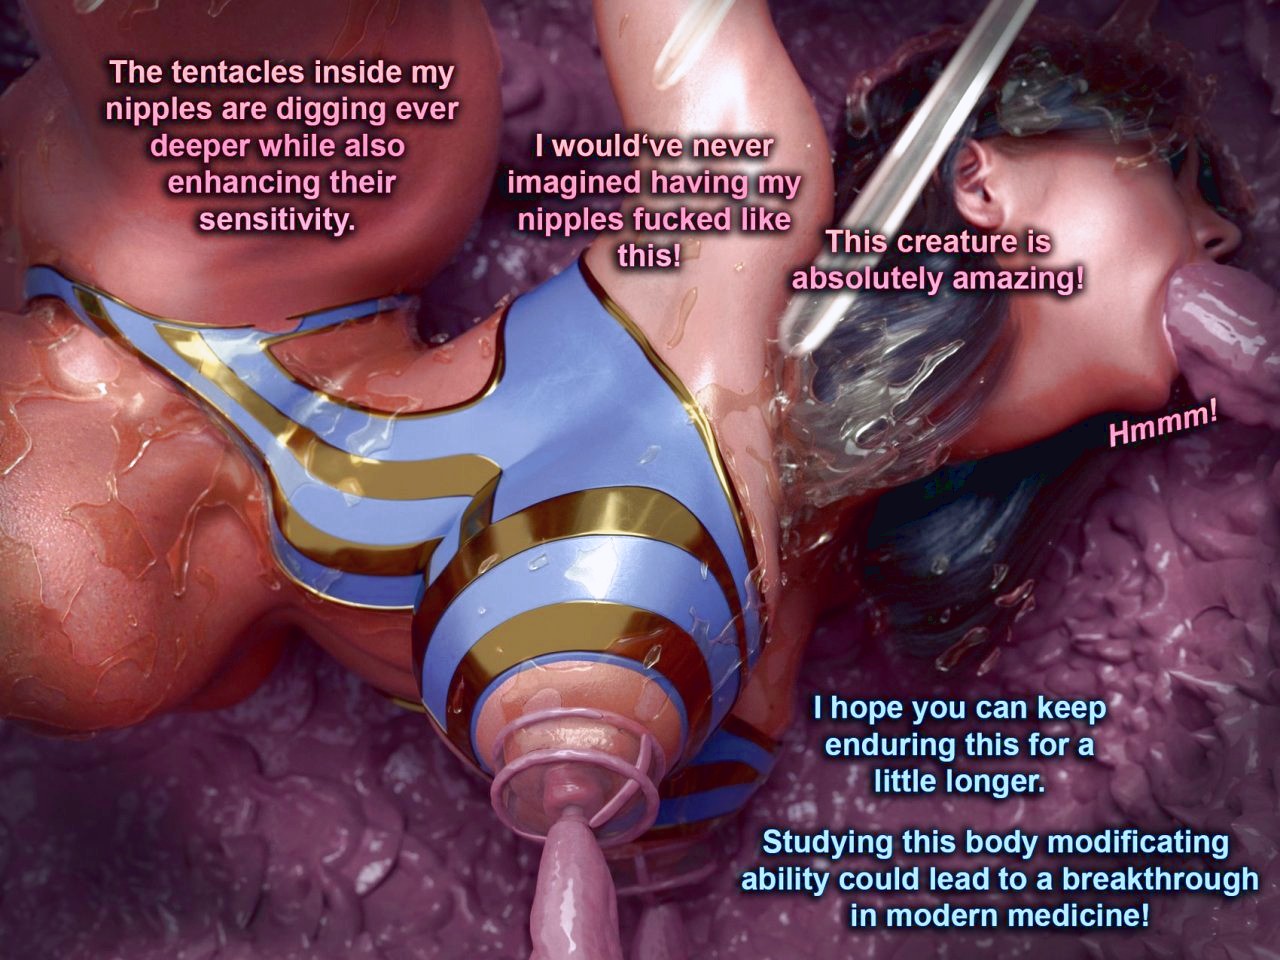 The tentacles inside my
nipples are digging ever
deeper while also
enhancing their
sensitivity.
I would‘ve never
imagined having my
nipples fucked like
this!
This creature is
absolutely amazing!
Hmmm!
I hope you can keep
enduring this for a
little longer.
Studying this body modificating
ability could lead to a breakthrough
in modern medicine!